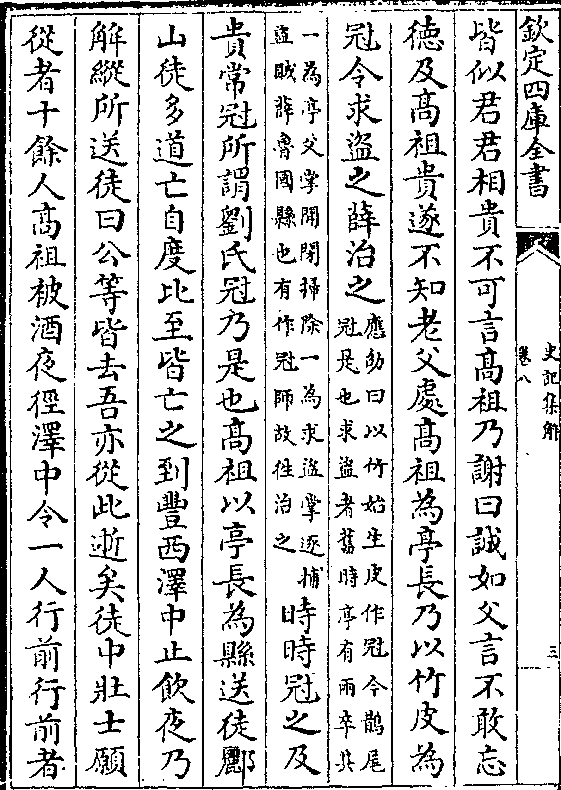 欽定四庫全書
史記集解
卷八
三
皆似君君相貴不可言高祖乃謝曰誠如父言不敢忘
德及高祖貴遂不知老父處高祖為亭長乃以竹皮為
冠令求盜之薛治之
應劭曰以竹始生皮作冠今鵲尾
冠是也求盜者舊時亭有兩卒其
一為亭父掌開閉掃除一為求盜掌逐捕
盜賊薛魯國縣也有作冠師故往治之
時時冠之及
貴常冠所謂劉氏冠乃是也高祖以亭長為縣送徒酈
山徒多道亡自度比至皆亡之到豐西澤中止飲夜乃
解縱所送徒曰公等皆去吾亦從此逝矣徒中壯士願
從者十餘人高祖被酒夜徑澤中令一人行前行前者